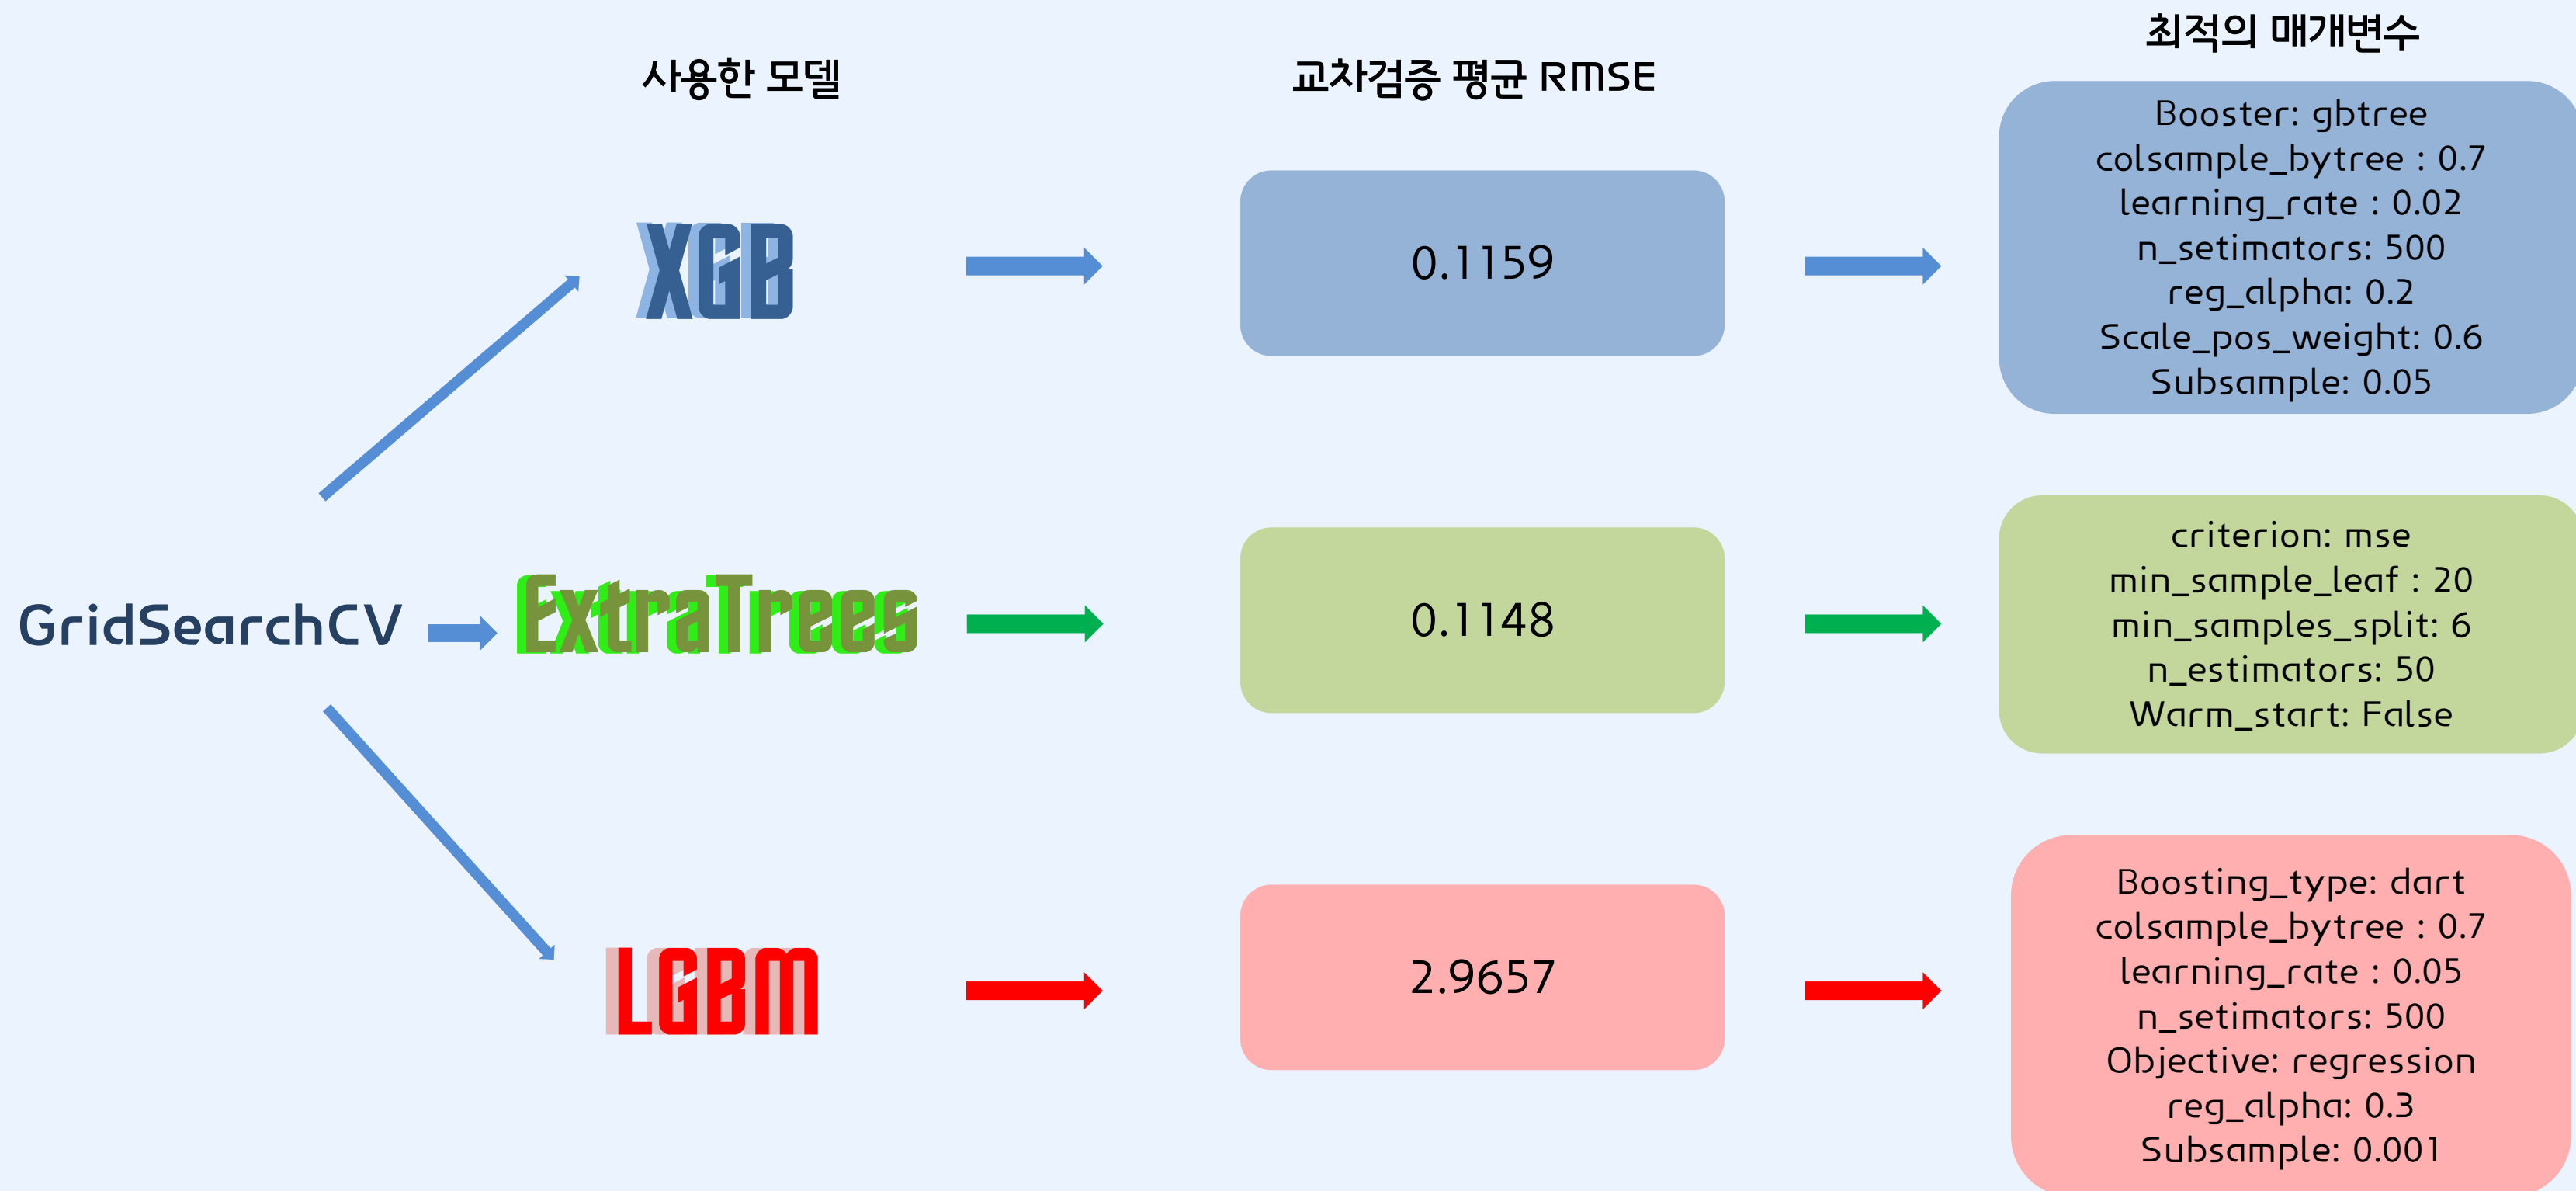 사용한 모델
교차검증 평균 RMSE
최적의 매개변수
GridSearchCV
XGB
0.1159
Booster: gbtree
colsample_bytree : 0.7
learning_rate : 0.02
n_setimators: 500
reg_alpha: 0.2
Scale_pos_weight: 0.6
Subsample: 0.05
ExtraTrees
0.1148
criterion: mse
min_sample_leaf : 20
min_samples_split: 6
n_estimators: 50
Warm_start: False
LGBM
2.9657
Boosting_type: dart
colsample_bytree : 0.7
learning_rate : 0.05
n_setimators: 500
Objective: regression
reg_alpha: 0.3
Subsample: 0.001